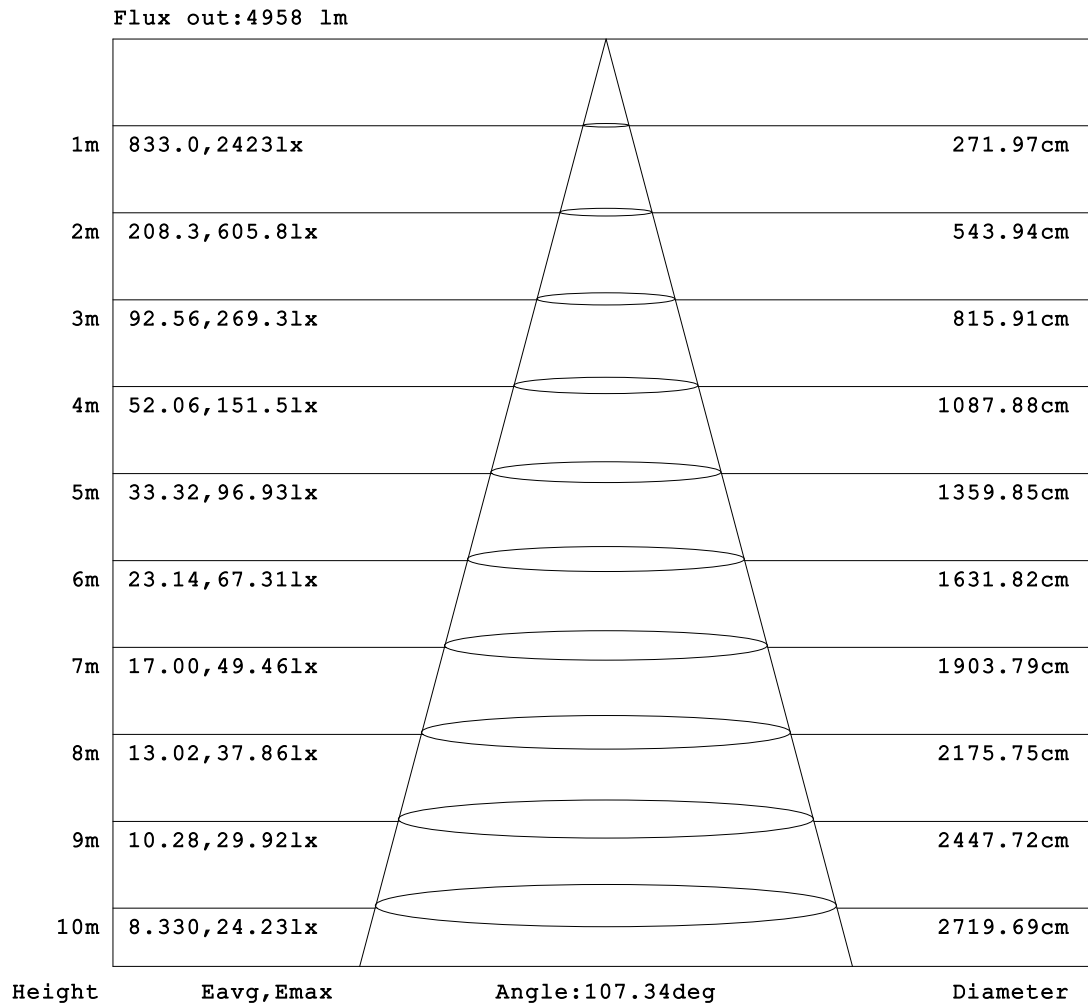 Flux out:4958 lm
1m 833.0,2423lx 271.97cm
2m 208.3,605.8lx 543.94cm
3m 92.56,269.3lx 815.91cm
4m 52.06,151.5lx 1087.88cm
5m 33.32,96.93lx 1359.85cm
6m 23.14,67.31lx 1631.82cm
7m 17.00,49.46lx 1903.79cm
8m 13.02,37.86lx 2175.75cm
9m 10.28,29.92lx 2447.72cm
10m 8.330,24.23lx 2719.69cm
Height Eavg,Emax Angle:107.34deg Diameter